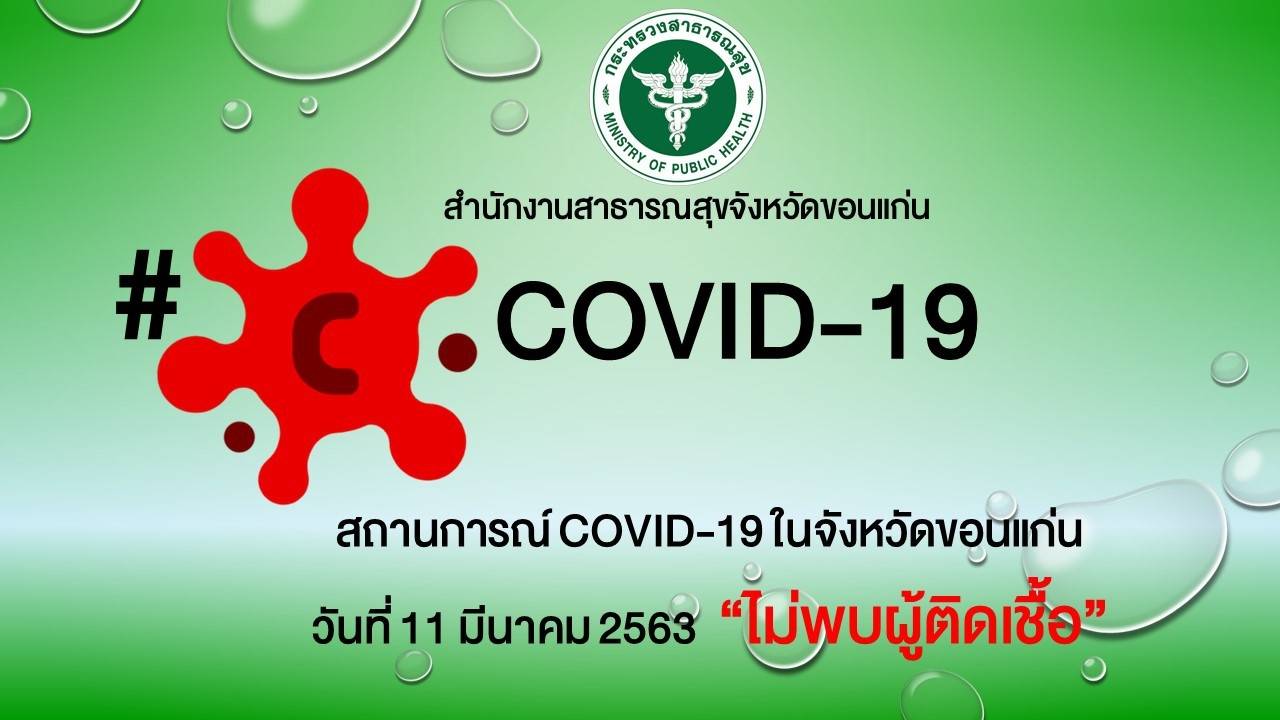 กระทรวงสาธารณสุข
MINISTRY OF PUBLIC HEALTH
สำนักงานสาธารณสุขจังหวัดขอนแก่น
# C COVID-19
สถานการณ์ COVID-19 ในจังหวัดขอนแก่น
วันที่ 11 มีนาคม 2563 “ไม่พบผู้ติดเชื้อ”